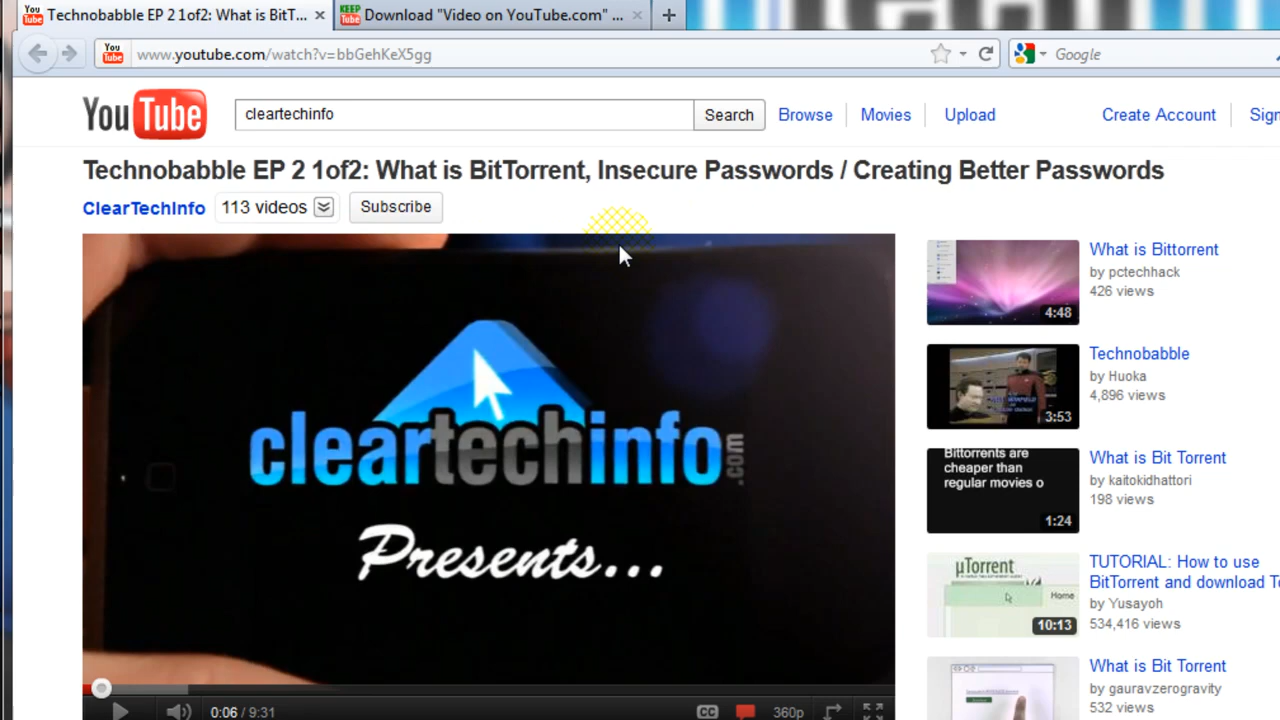 Technobabble EP 2 1of2: What is BitT...
Download "Video on YouTube.com" ...
www.youtube.com/watch?v=bbGehKeX5gg
Google
YouTube
cleartechinfo
Search
Browse
Movies
Upload
Create Account
Sign
Technobabble EP 2 1of2: What is BitTorrent, Insecure Passwords / Creating Better Passwords
ClearTechInfo
113 videos
Subscribe
cleartechinfo.com
Presents...
0:06 / 9:31
CC
360p
4:48
What is Bittorrent
by pctechhack
426 views
3:53
Technobabble
by Huoka
4,896 views
Bittorrents are
cheaper than
regular movies o
1:24
What is Bit Torrent
by kaitokidhattori
198 views
µTorrent
Home
10:13
TUTORIAL: How to use
BitTorrent and download
by Yusayoh
534,416 views
What is Bit Torrent
by gauravzerogravity
532 views